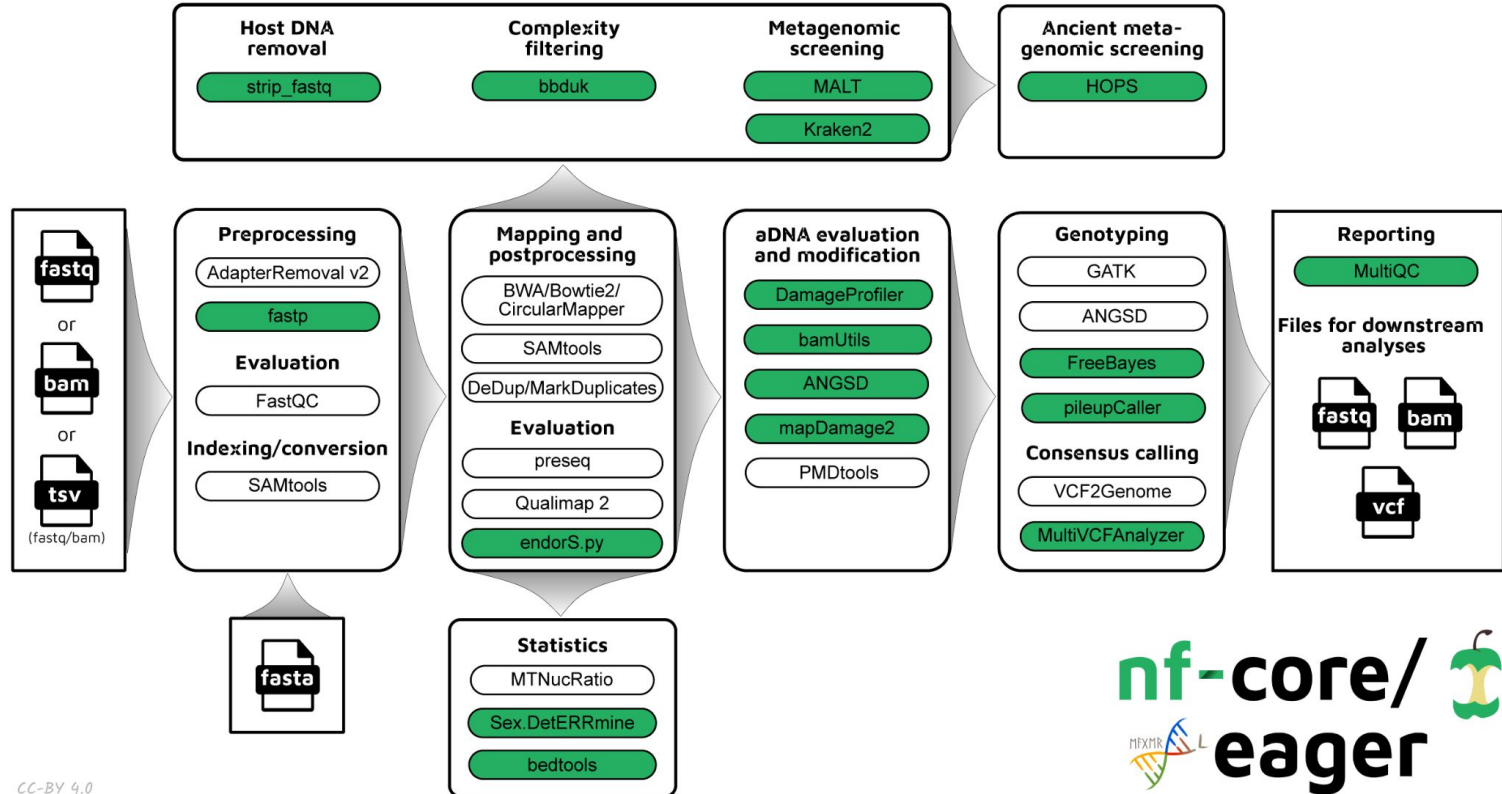 Host DNA
removal
strip_fastq
Complexity
filtering
bbduk
Metagenomic
screening
MALT
Kraken2
Ancient meta-
genomic screening
HOPS
fastq
or
bam
or
tsv
(fastq/bam)
Preprocessing
AdapterRemoval v2
fastp
Evaluation
FastQC
Indexing/conversion
SAMtools
Mapping and
postprocessing
BWA/Bowtie2/
CircularMapper
SAMtools
DeDup/MarkDuplicates
Evaluation
preseq
Qualimap 2
endorS.py
aDNA evaluation
and modification
DamageProfiler
bamUtils
ANGSD
mapDamage2
PMDtools
Genotyping
GATK
ANGSD
FreeBayes
pileupCaller
Consensus calling
VCF2Genome
MultiVCFAnalyzer
Reporting
MultiQC
Files for downstream
analyses
fastq
bam
vcf
fasta
Statistics
MTNucRatio
Sex.DetERRmine
bedtools
nf-core/
eager
CC-BY 4.0